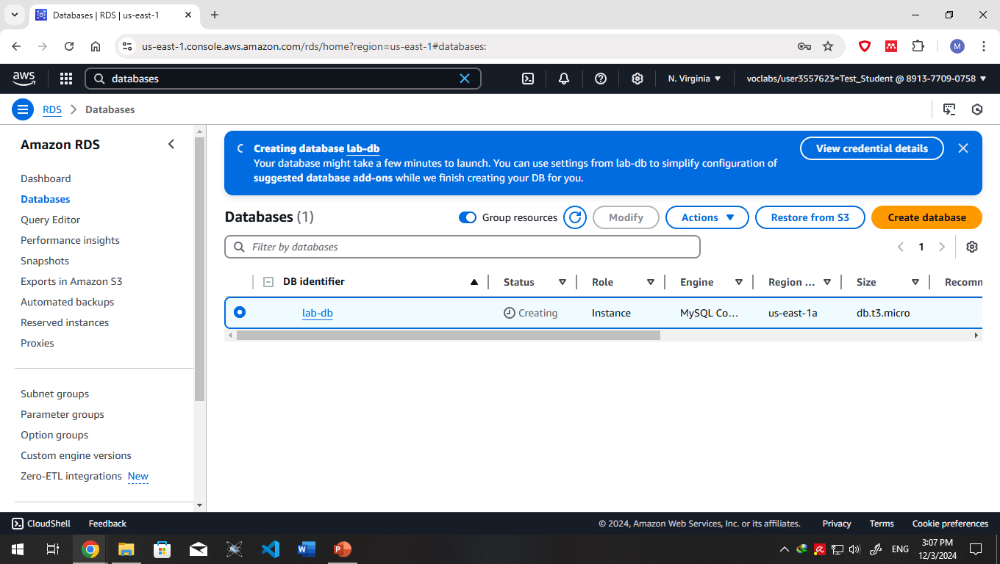 Databases | RDS | us-east-1
us-east-1.console.aws.amazon.com/rds/home?region=us-east-1#databases:
M
aws
databases
N. Virginia
voclabs/user3557623=Test_Student @ 8913-7709-0758
RDS
Databases
Amazon RDS
Dashboard
Databases
Query Editor
Performance insights
Snapshots
Exports in Amazon S3
Automated backups
Reserved instances
Proxies
Subnet groups
Parameter groups
Option groups
Custom engine versions
Zero-ETL integrations New
Creating database lab-db
Your database might take a few minutes to launch. You can use settings from lab-db to simplify configuration of
suggested database add-ons while we finish creating your DB for you.
View credential details
Databases (1)
Group resources
Modify
Actions
Restore from S3
Create database
Filter by databases
1
DB identifier Status Role Engine Region ... Size Recomn
lab-db Creating Instance MySQL Co... us-east-1a db.t3.micro
CloudShell Feedback
© 2024, Amazon Web Services, Inc. or its affiliates. Privacy Terms Cookie preferences
ENG
3:07 PM
12/3/2024